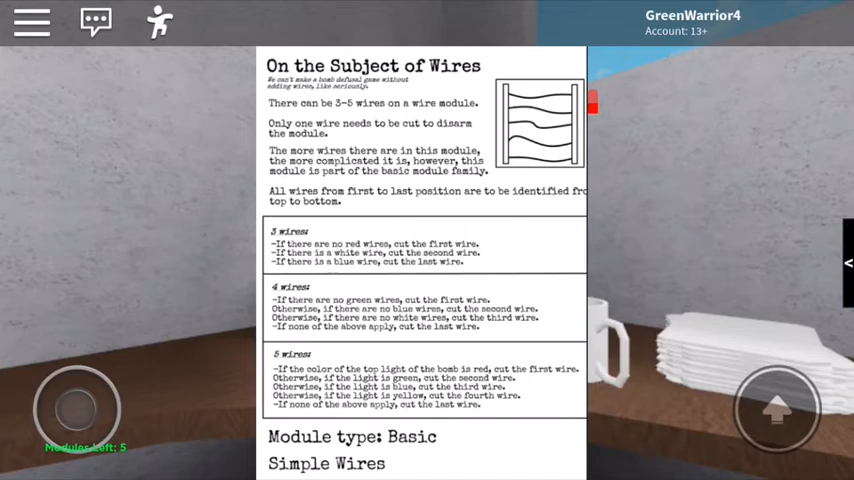 GreenWarrior4
Account: 13+
On the Subject of Wires
We can't make a bomb defusal game without
adding wires, like seriously.
There can be 3-5 wires on a wire module.
Only one wire needs to be cut to disarm
the module.
The more wires there are in this module,
the more complicated it is, however, this
module is part of the basic module family.
All wires from first to last position are to be identified fro
top to bottom.
3 wires:
-If there are no red wires, cut the first wire.
-If there is a white wire, cut the second wire.
-If there is a blue wire, cut the last wire.
4 wires:
-If there are no green wires, cut the first wire.
Otherwise, if there are no blue wires, cut the second wire.
Otherwise, if there are no white wires, cut the third wire.
-If none of the above apply, cut the last wire.
5 wires:
-If the color of the top light of the bomb is red, cut the first wire.
Otherwise, if the light is green, cut the second wire.
Otherwise, if the light is blue, cut the third wire.
Otherwise, if the light is yellow, cut the fourth wire.
-If none of the above apply, cut the last wire.
Module type: Basic
Simple Wires
Modules Left: 5
<